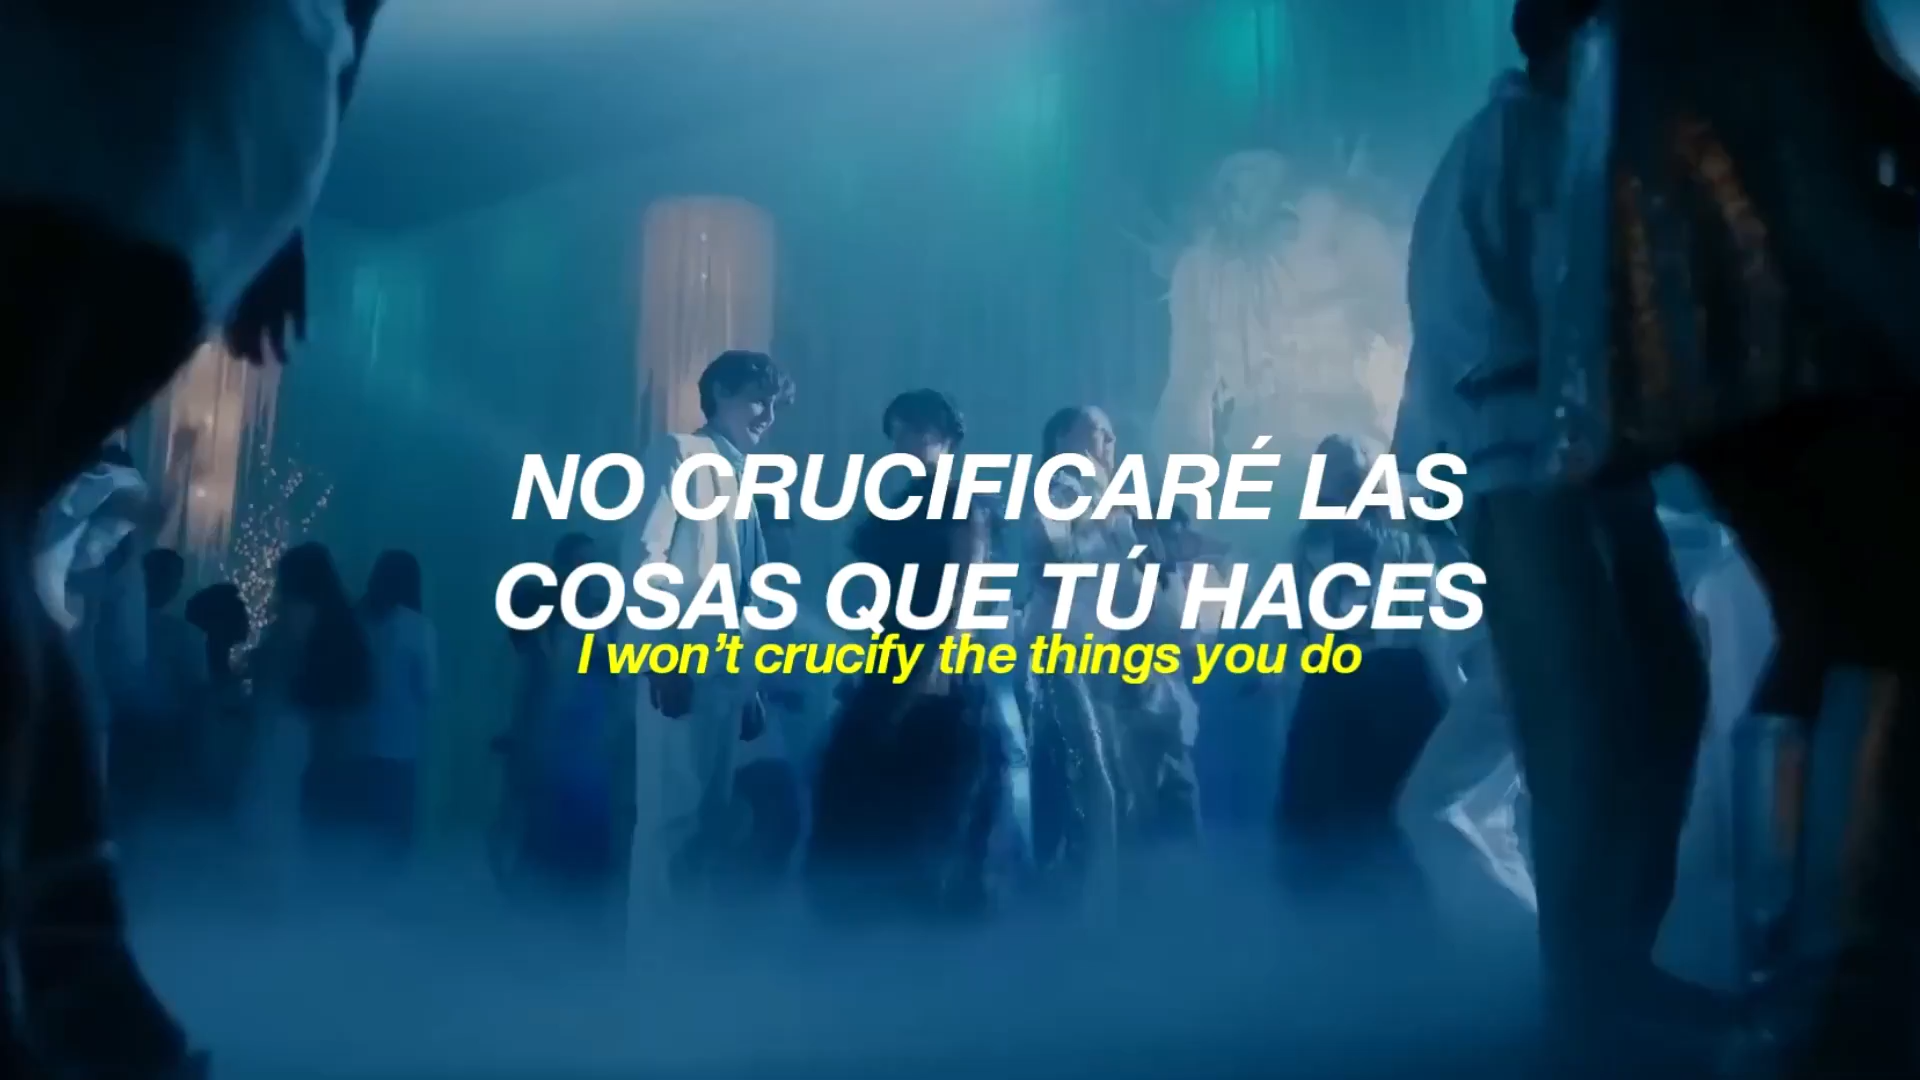 NO CRUCIFICARÉ LAS
COSAS QUE TÚ HACES
I won't crucify the things you do